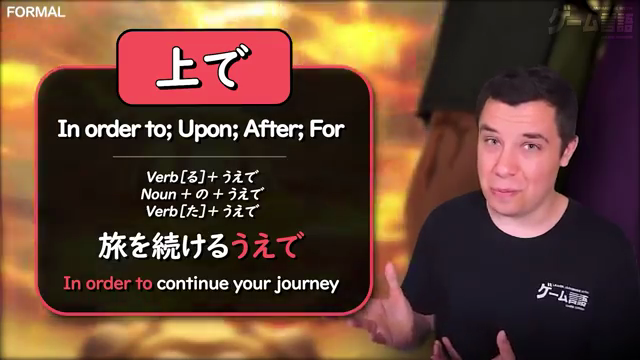 FORMAL
ゲーム言語
上で
In order to; Upon; After; For
Verb [る] + うえで
Noun + の + うえで
Verb [た] + うえで
旅を続けるうえで
In order to continue your journey
ゲーム言語